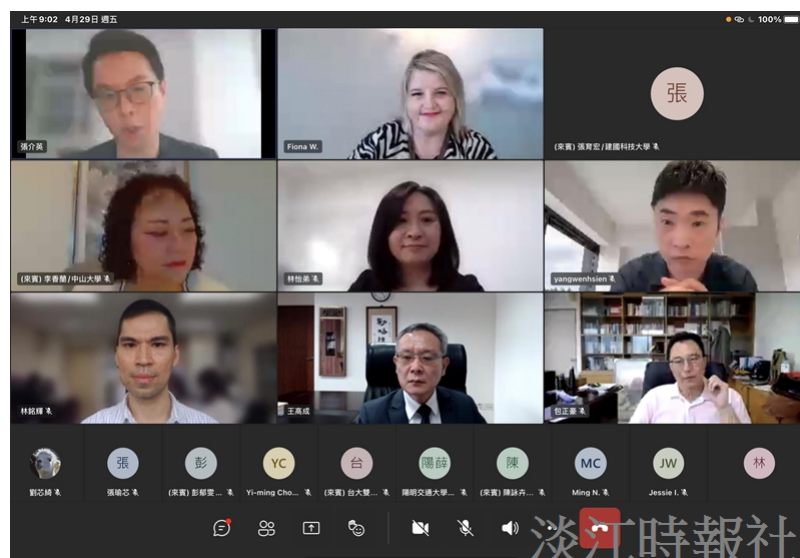 上午9:02 4月29日 週五
100%
張介英
Fiona W.
張
(來賓) 張育宏/建國科技大學
(來賓) 李香蘭/中山大學
林怡弟
yangwenhsien
林銘輝
王高成
包正豪
張
彭
YC
台
陽薛
陳
MC
JW
林
劉芯綺
張瑜芯
(來賓) 彭郁雯...
Yi-ming Cho...
(來賓) 台大雙...
陽明交通大學...
(來賓) 陳詠卉...
Ming N.
Jessie I.
淡江時報社